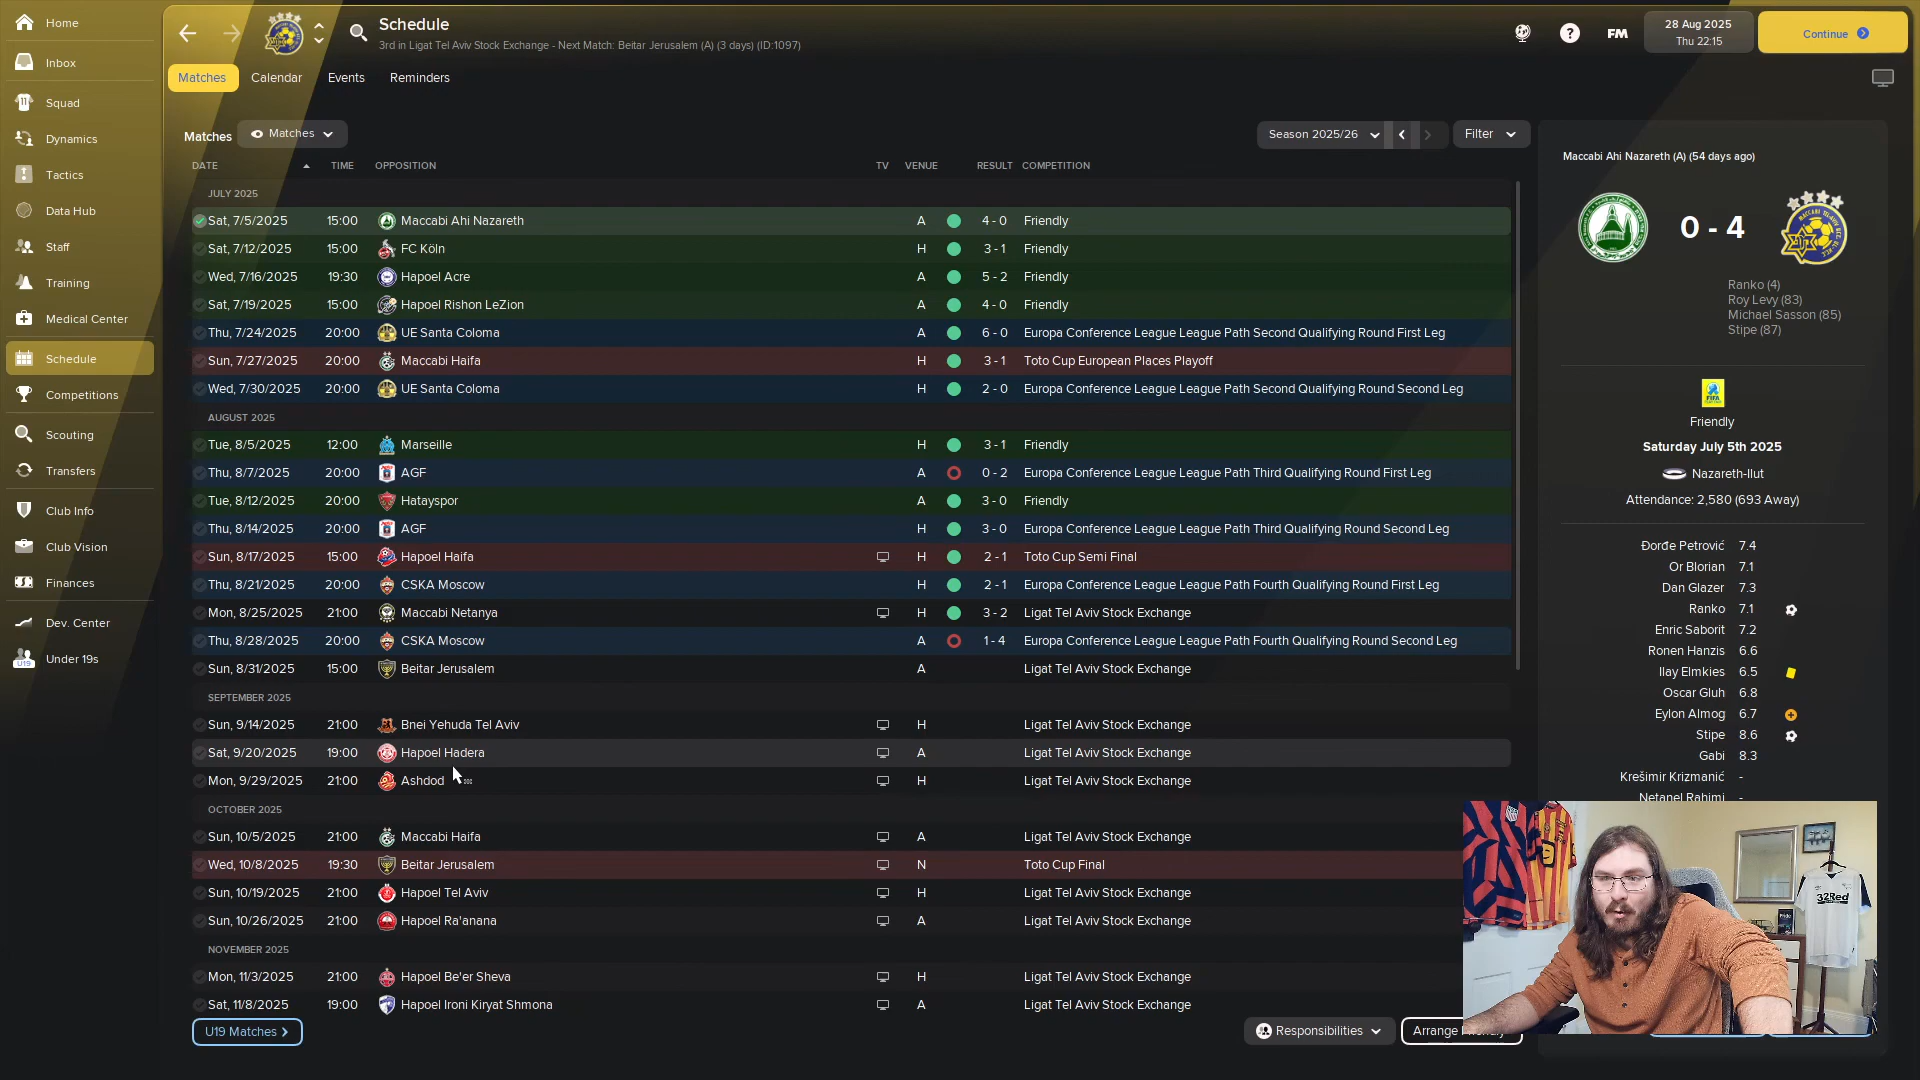 Home
Inbox
Squad
Dynamics
Tactics
Data Hub
Staff
Training
Medical Center
Schedule
Competitions
Scouting
Transfers
Club Info
Club Vision
Finances
Dev. Center
Under 19s
Schedule
3rd in Ligat Tel Aviv Stock Exchange - Next Match: Beitar Jerusalem (A) (3 days) (ID:1097)
FM
28 Aug 2025
Thu 22:15
Continue
Matches Calendar Events Reminders
Matches Matches Season 2025/26 Filter
DATE TIME OPPOSITION TV VENUE RESULT COMPETITION
JULY 2025
Sat, 7/5/2025 15:00 Maccabi Ahi Nazareth A 4 - 0 Friendly
Sat, 7/12/2025 15:00 FC Köln H 3 - 1 Friendly
Wed, 7/16/2025 19:30 Hapoel Acre A 5 - 2 Friendly
Sat, 7/19/2025 15:00 Hapoel Rishon LeZion A 4 - 0 Friendly
Thu, 7/24/2025 20:00 UE Santa Coloma A 6 - 0 Europa Conference League League Path Second Qualifying Round First Leg
Sun, 7/27/2025 20:00 Maccabi Haifa H 3 - 1 Toto Cup European Places Playoff
Wed, 7/30/2025 20:00 UE Santa Coloma H 2 - 0 Europa Conference League League Path Second Qualifying Round Second Leg
AUGUST 2025
Tue, 8/5/2025 12:00 Marseille H 3 - 1 Friendly
Thu, 8/7/2025 20:00 AGF A 0 - 2 Europa Conference League League Path Third Qualifying Round First Leg
Tue, 8/12/2025 20:00 Hatayspor A 3 - 0 Friendly
Thu, 8/14/2025 20:00 AGF H 3 - 0 Europa Conference League League Path Third Qualifying Round Second Leg
Sun, 8/17/2025 15:00 Hapoel Haifa H 2 - 1 Toto Cup Semi Final
Thu, 8/21/2025 20:00 CSKA Moscow H 2 - 1 Europa Conference League League Path Fourth Qualifying Round First Leg
Mon, 8/25/2025 21:00 Maccabi Netanya H 3 - 2 Ligat Tel Aviv Stock Exchange
Thu, 8/28/2025 20:00 CSKA Moscow A 1 - 4 Europa Conference League League Path Fourth Qualifying Round Second Leg
Sun, 8/31/2025 15:00 Beitar Jerusalem A Ligat Tel Aviv Stock Exchange
SEPTEMBER 2025
Sun, 9/14/2025 21:00 Bnei Yehuda Tel Aviv H Ligat Tel Aviv Stock Exchange
Sat, 9/20/2025 19:00 Hapoel Hadera A Ligat Tel Aviv Stock Exchange
Mon, 9/29/2025 21:00 Ashdod H Ligat Tel Aviv Stock Exchange
OCTOBER 2025
Sun, 10/5/2025 21:00 Maccabi Haifa A Ligat Tel Aviv Stock Exchange
Wed, 10/8/2025 19:30 Beitar Jerusalem N Toto Cup Final
Sun, 10/19/2025 21:00 Hapoel Tel Aviv H Ligat Tel Aviv Stock Exchange
Sun, 10/26/2025 21:00 Hapoel Ra'anana A Ligat Tel Aviv Stock Exchange
NOVEMBER 2025
Mon, 11/3/2025 21:00 Hapoel Be'er Sheva H Ligat Tel Aviv Stock Exchange
Sat, 11/8/2025 19:00 Hapoel Ironi Kiryat Shmona A Ligat Tel Aviv Stock Exchange
U19 Matches
Responsibilities
Arrange
Maccabi Ahi Nazareth (A) (54 days ago)
0 - 4
Ranko (4)
Roy Levy (83)
Michael Sasson (85)
Stipe (87)
Friendly
Saturday July 5th 2025
Nazareth-Ilut
Attendance: 2,580 (693 Away)
Đorđe Petrović 7.4
Or Blorian 7.1
Dan Glazer 7.3
Ranko 7.1
Enric Saborit 7.2
Ronen Hanzis 6.6
Ilay Elmkies 6.5
Oscar Gluh 6.8
Eylon Almog 6.7
Stipe 8.6
Gabi 8.3
Krešimir Krizmanić -
Netanel Rahimi -
32Red